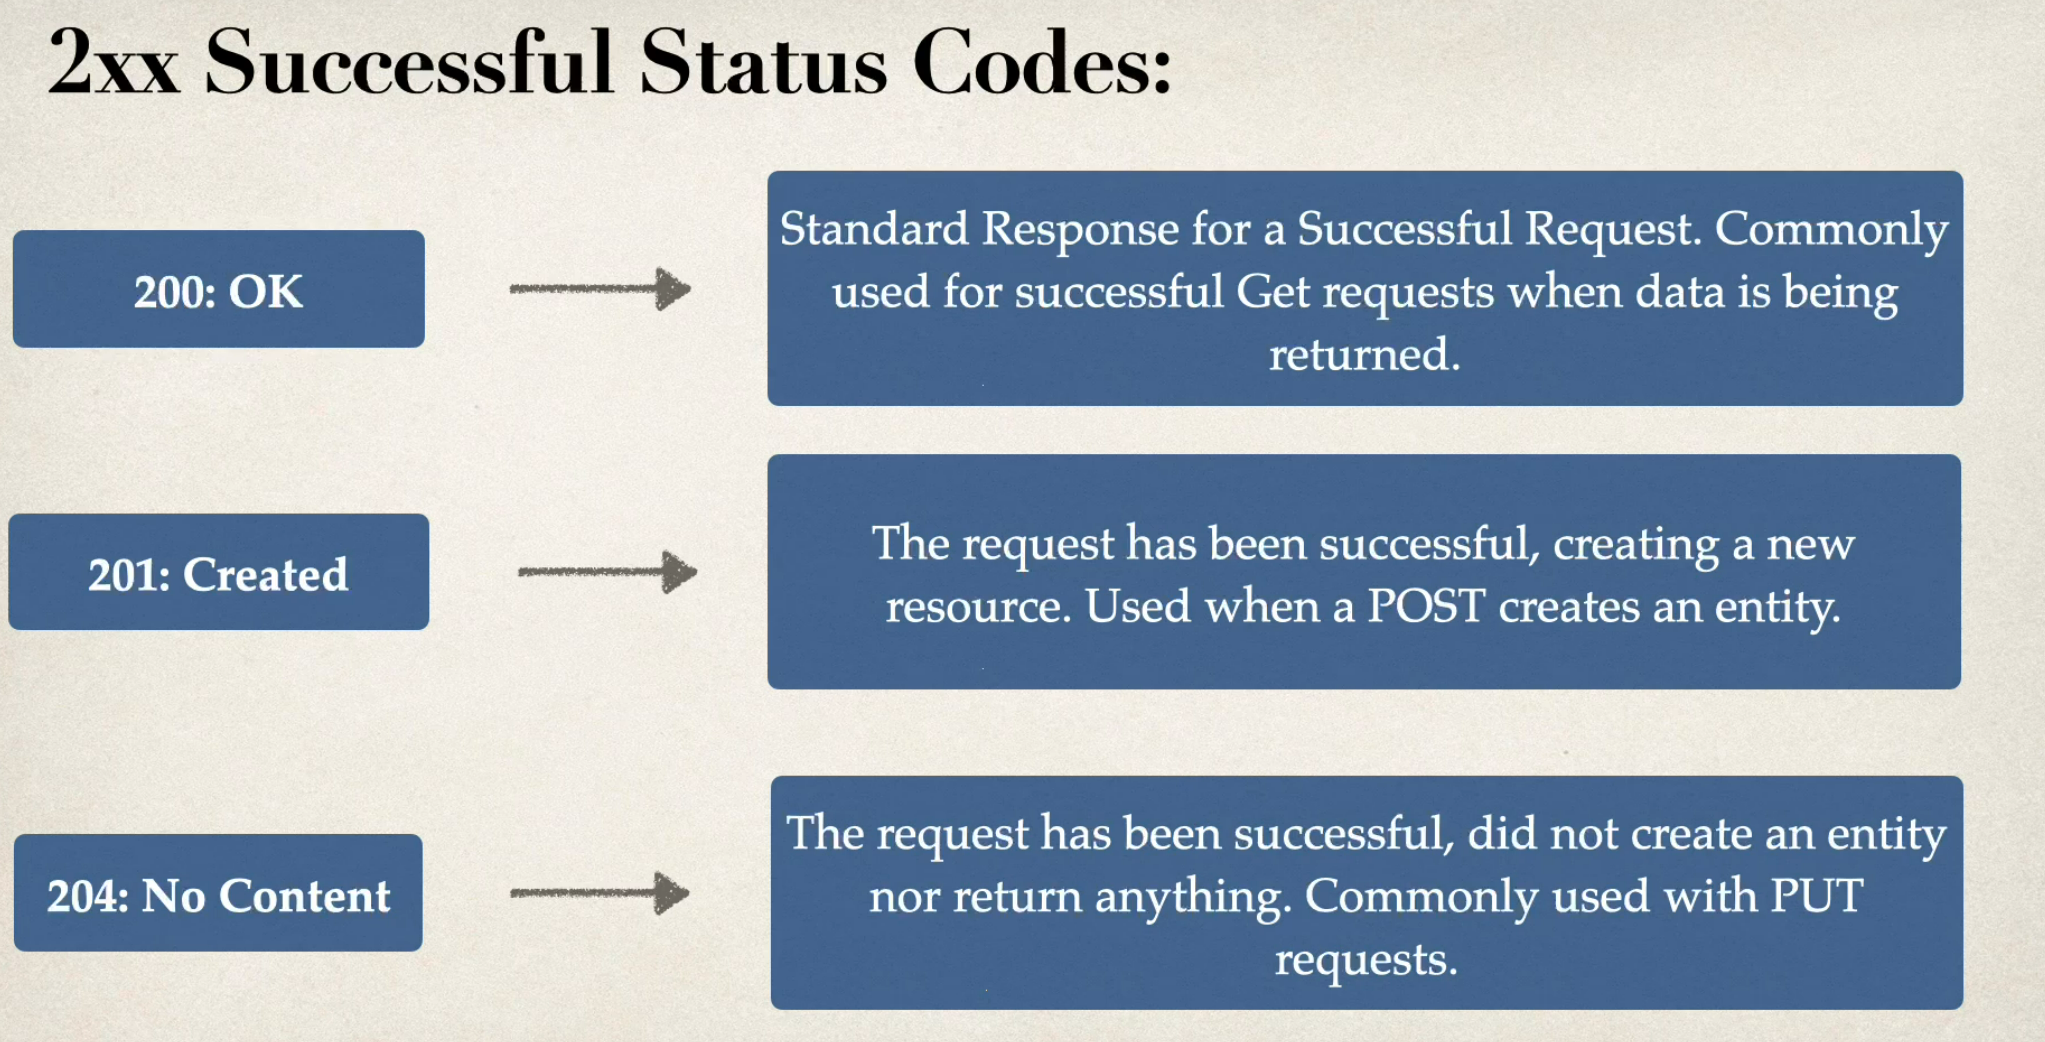 2xx Successful Status Codes:
200: OK
Standard Response for a Successful Request. Commonly
used for successful Get requests when data is being
returned.
201: Created
The request has been successful, creating a new
resource. Used when a POST creates an entity.
204: No Content
The request has been successful, did not create an entity
nor return anything. Commonly used with PUT
requests.